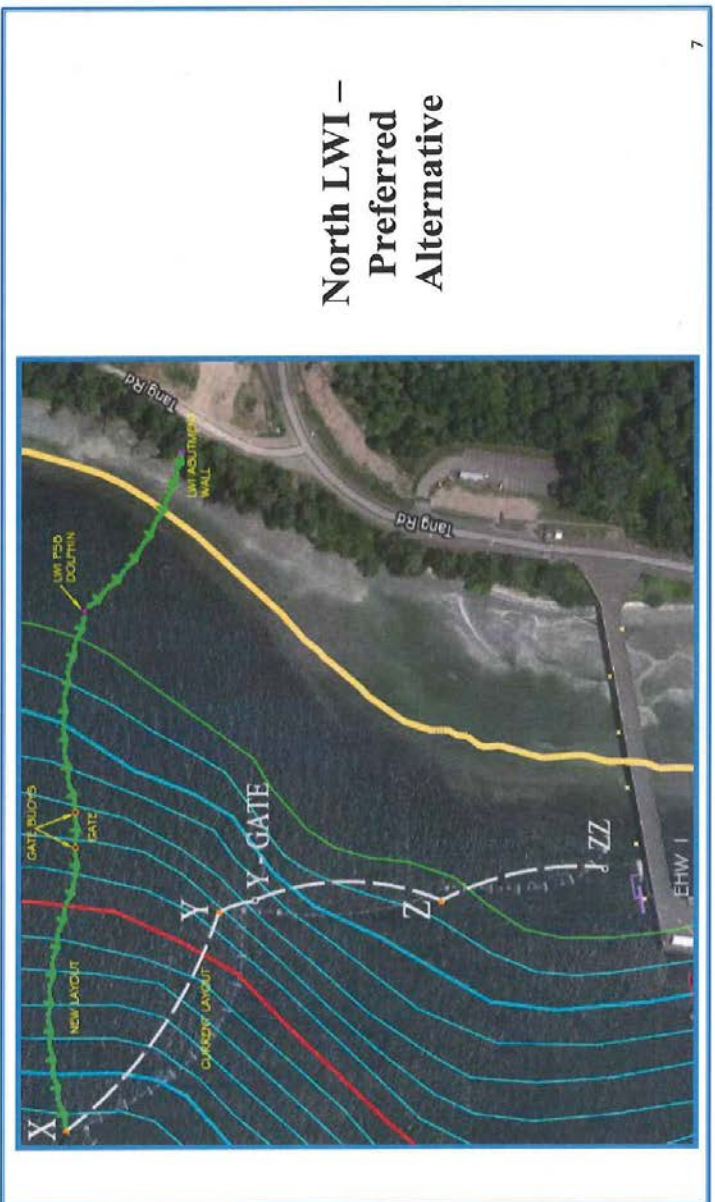 North LWI –
Preferred
Alternative
X
NEW LAYOUT
GATE BUOYS
GATE
LWI PSB
DOLPHIN
LWI ABUTMENT
WALL
Tang Rd
CURRENT LAYOUT
Y
Y-GATE
Z
ZZ
Tang Rd
EHW 1
7